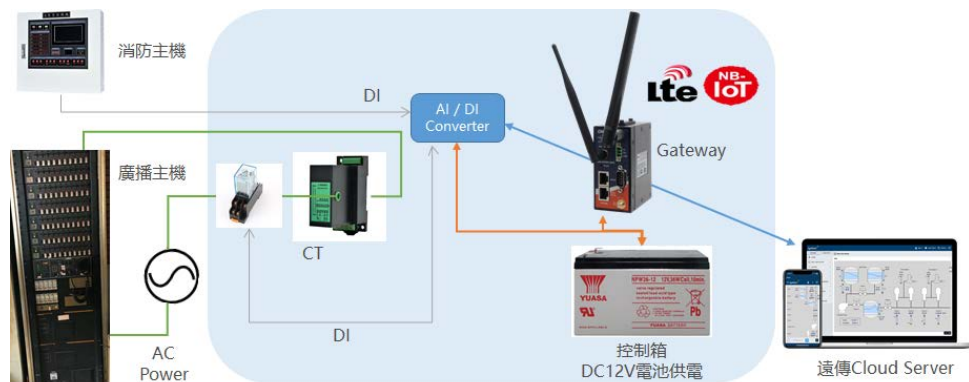 消防主機
DI
AI / DI
Converter
Lte
NB-
IoT
Gateway
廣播主機
CT
YUASA
Pb
AC
Power
DI
控制箱
DC12V電池供電
遠傳Cloud Server